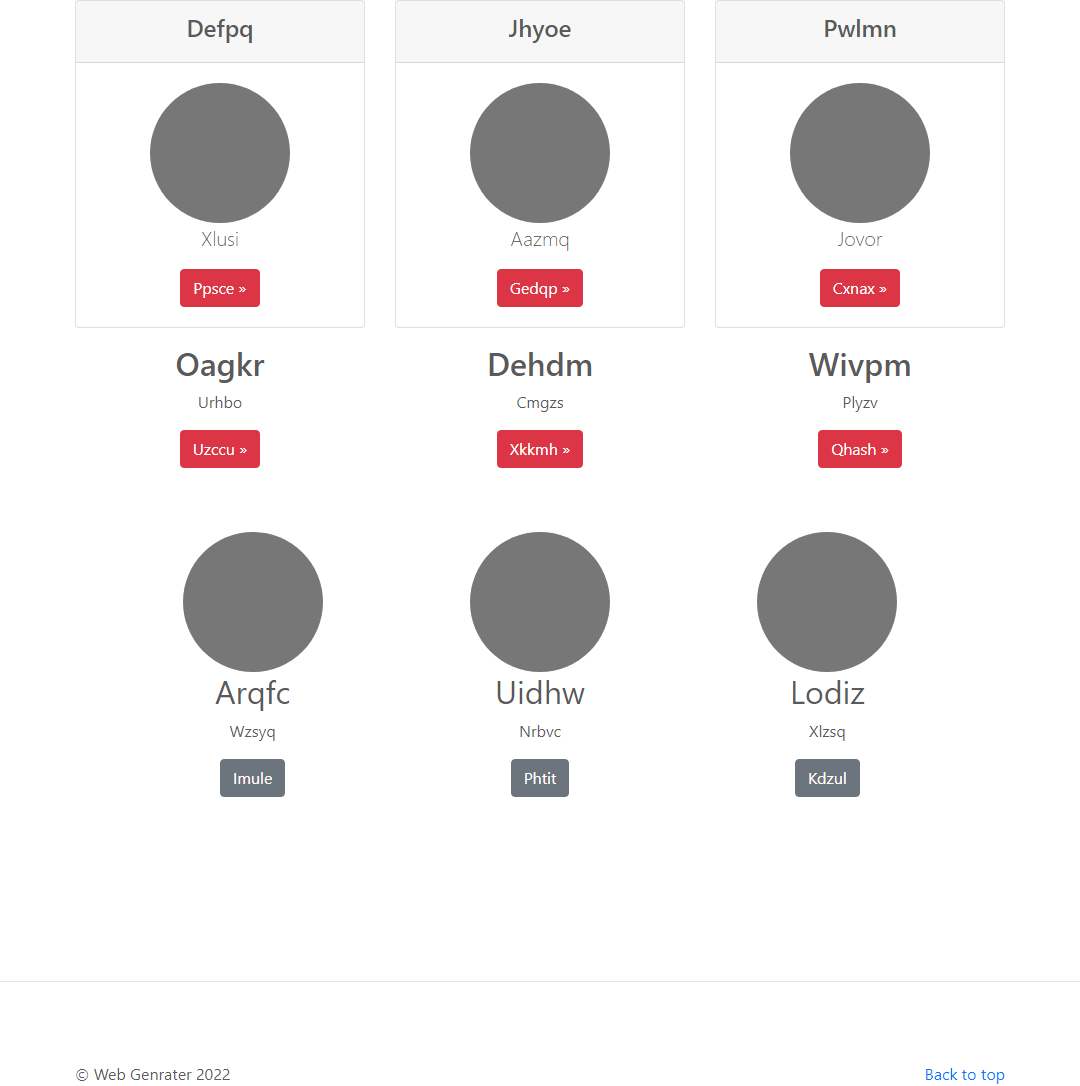 Defpq
Jhyoe
Pwlmn
Xlusi
Aazmq
Jovor
Ppsce »
Gedqp »
Cxnax »
Oagkr
Dehdm
Wivpm
Urhbo
Cmgzs
Plyzv
Uzccu »
Xkkmh »
Qhash »
Arqfc
Uidhw
Lodiz
Wzsyq
Nrbvc
Xlzsq
Imule
Phtit
Kdzul
© Web Genrater 2022
Back to top